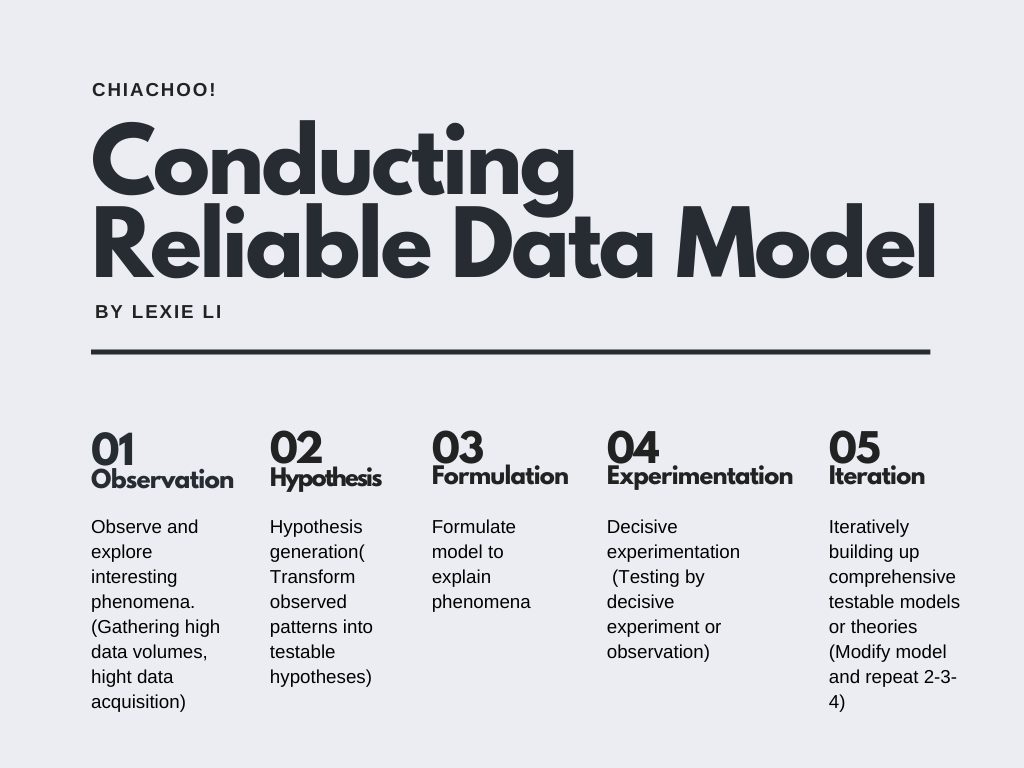 CHIACHOO!
Conducting
Reliable Data Model
BY LEXIE LI
01
Observation
Observe and
explore
interesting
phenomena.
(Gathering high
data volumes,
hight data
acquisition)
02
Hypothesis
Hypothesis
generation(
Transform
observed
patterns into
testable
hypotheses)
03
Formulation
Formulate
model to
explain
phenomena
04
Experimentation
Decisive
experimentation
(Testing by
decisive
experiment or
observation)
05
Iteration
Iteratively
building up
comprehensive
testable models
or theories
(Modify model
and repeat 2-3-
4)